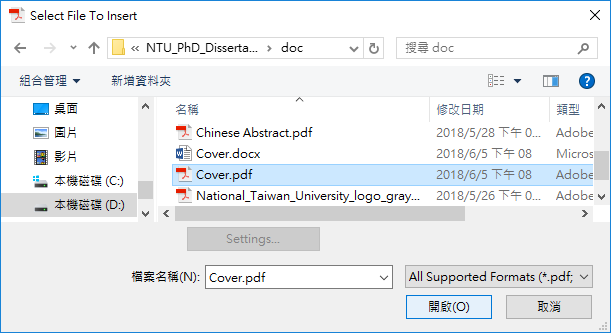 Select File To Insert
« NTU_PhD_Disserta... › doc
搜尋 doc
組合管理
新增資料夾
桌面
圖片
影片
本機磁碟 (C:)
本機磁碟 (D:)
名稱 修改日期 類型
Chinese Abstract.pdf 2018/5/28 下午 0... Adobe
Cover.docx 2018/6/5 下午 08 Micros
Cover.pdf 2018/6/5 下午 08 Adobe
National_Taiwan_University_logo_gray... 2018/5/26 下午 0... Adobe
Settings...
檔案名稱(N): Cover.pdf All Supported Formats (*.pdf;
開啟(O) 取消